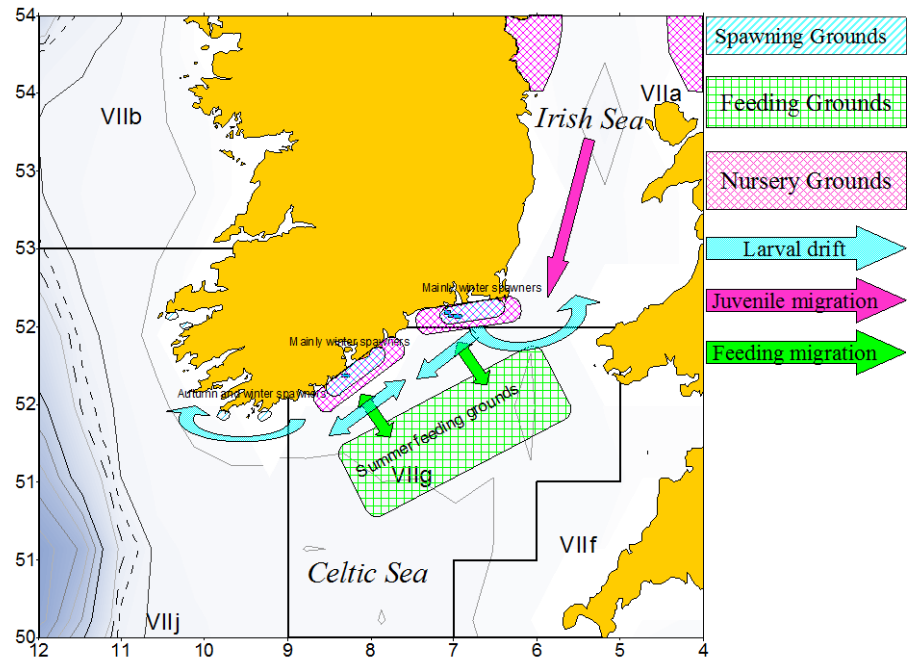 54
54
53
53
52
52
51
51
50
12
11
10
9
8
7
6
5
4
VIIb
VIIa
Irish Sea
Mainly winter spawners
Mainly winter spawners
Autumn and winter spawners
Summer feeding grounds
VIIg
VIIf
Celtic Sea
VIIj
Spawning Grounds
Feeding Grounds
Nursery Grounds
Larval drift
Juvenile migration
Feeding migration